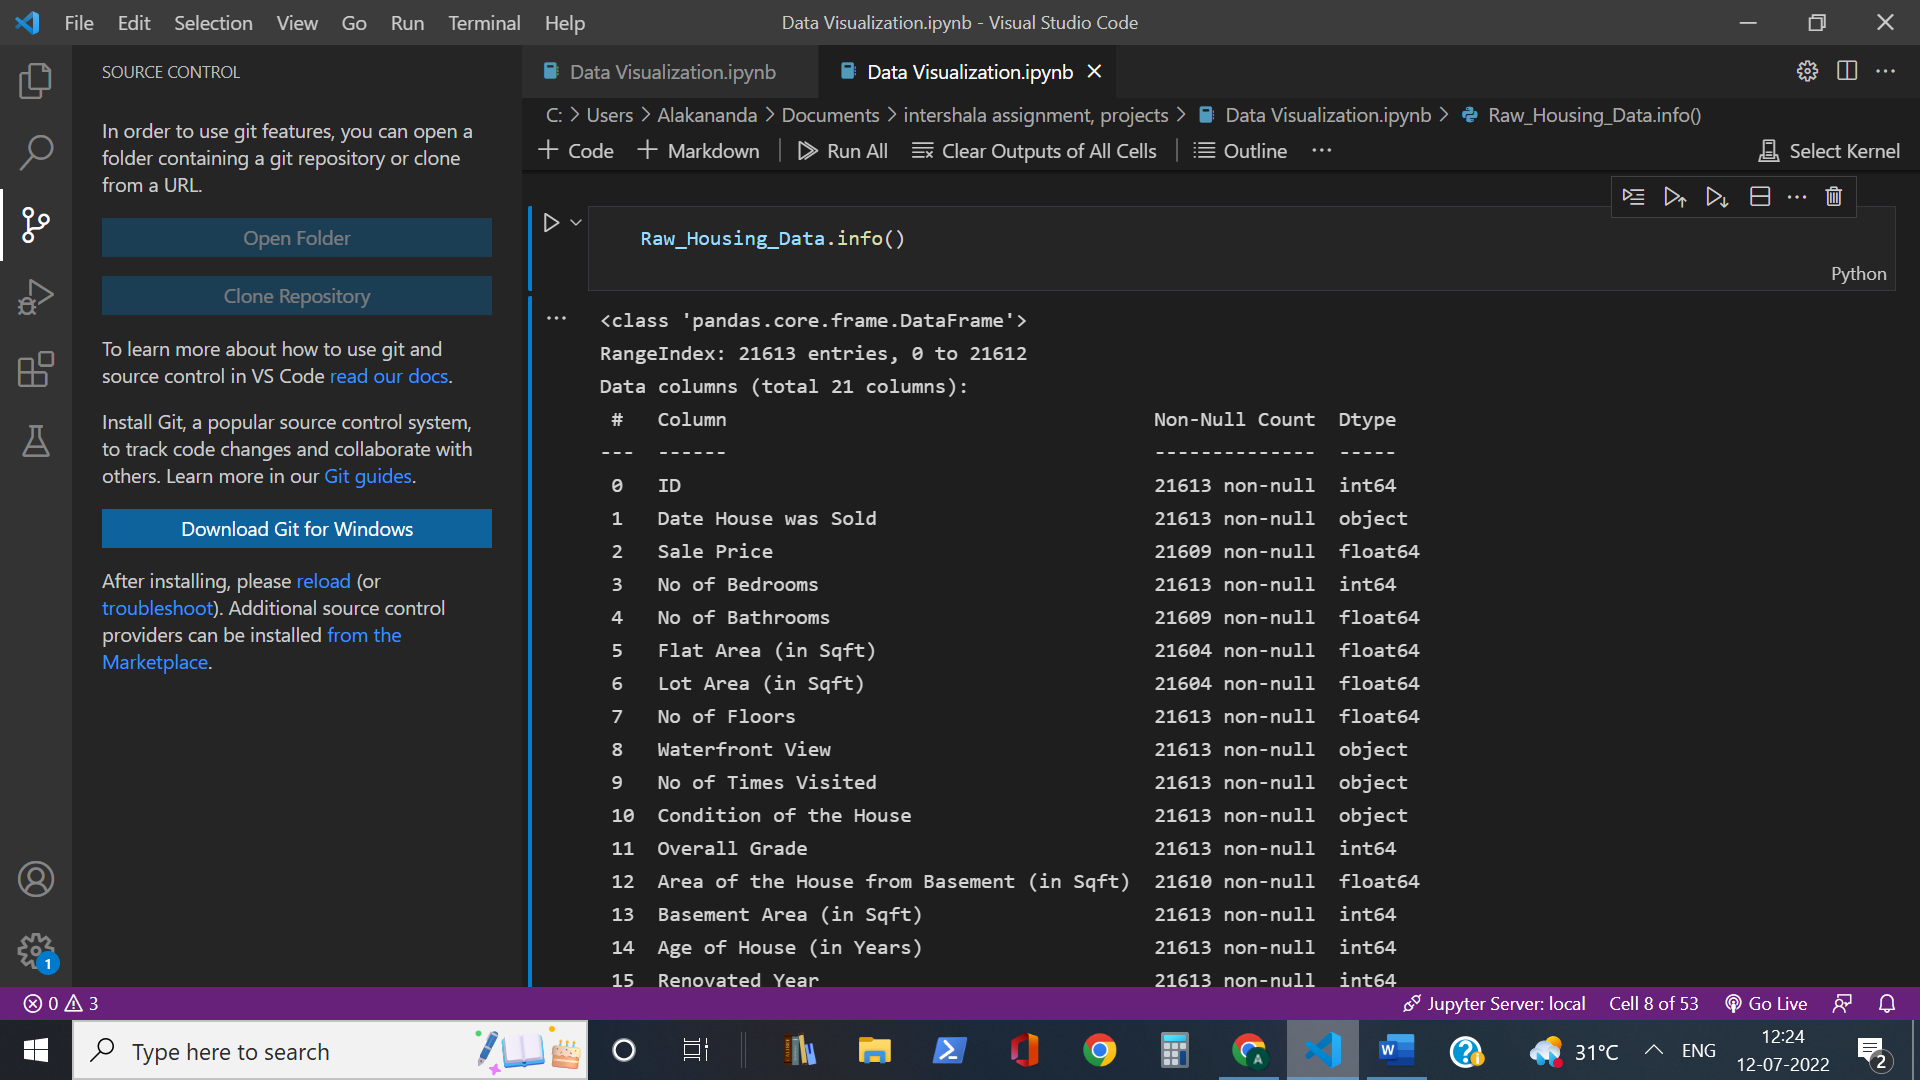 File Edit Selection View Go Run Terminal Help
Data Visualization.ipynb - Visual Studio Code
SOURCE CONTROL
In order to use git features, you can open a
folder containing a git repository or clone
from a URL.
Open Folder
Clone Repository
To learn more about how to use git and
source control in VS Code read our docs.
Install Git, a popular source control system,
to track code changes and collaborate with
others. Learn more in our Git guides.
Download Git for Windows
After installing, please reload (or
troubleshoot). Additional source control
providers can be installed from the
Marketplace.
1
Data Visualization.ipynb
Data Visualization.ipynb
C: > Users > Alakananda > Documents > intershala assignment, projects > Data Visualization.ipynb > Raw_Housing_Data.info()
+ Code + Markdown Run All Clear Outputs of All Cells Outline ...
Select Kernel
Raw_Housing_Data.info()
Python
<class 'pandas.core.frame.DataFrame'>
RangeIndex: 21613 entries, 0 to 21612
Data columns (total 21 columns):
# Column Non-Null Count Dtype
--- ------ -------------- -----
0 ID 21613 non-null int64
1 Date House was Sold 21613 non-null object
2 Sale Price 21609 non-null float64
3 No of Bedrooms 21613 non-null int64
4 No of Bathrooms 21609 non-null float64
5 Flat Area (in Sqft) 21604 non-null float64
6 Lot Area (in Sqft) 21604 non-null float64
7 No of Floors 21613 non-null float64
8 Waterfront View 21613 non-null object
9 No of Times Visited 21613 non-null object
10 Condition of the House 21613 non-null object
11 Overall Grade 21613 non-null int64
12 Area of the House from Basement (in Sqft) 21610 non-null float64
13 Basement Area (in Sqft) 21613 non-null int64
14 Age of House (in Years) 21613 non-null int64
15 Renovated Year 21613 non-null int64
0 3
Jupyter Server: local Cell 8 of 53 Go Live
Type here to search
A
W
31°C ENG
12:24
12-07-2022
2